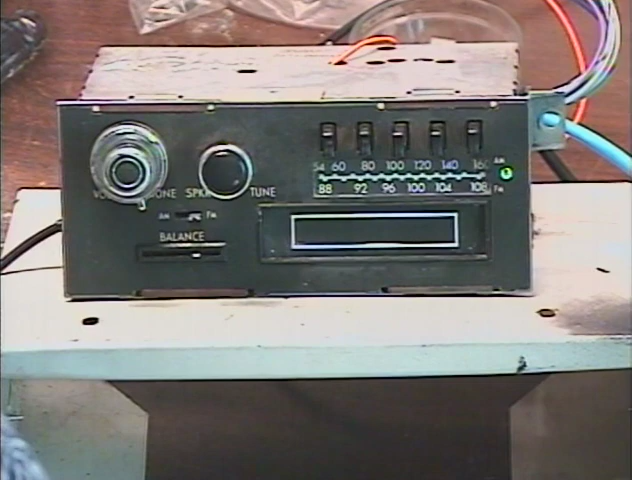 54 60 80 100 120 140 160 AM
88 92 96 100 104 108 FM
VOL TONE SPKR TUNE
AM FM
BALANCE